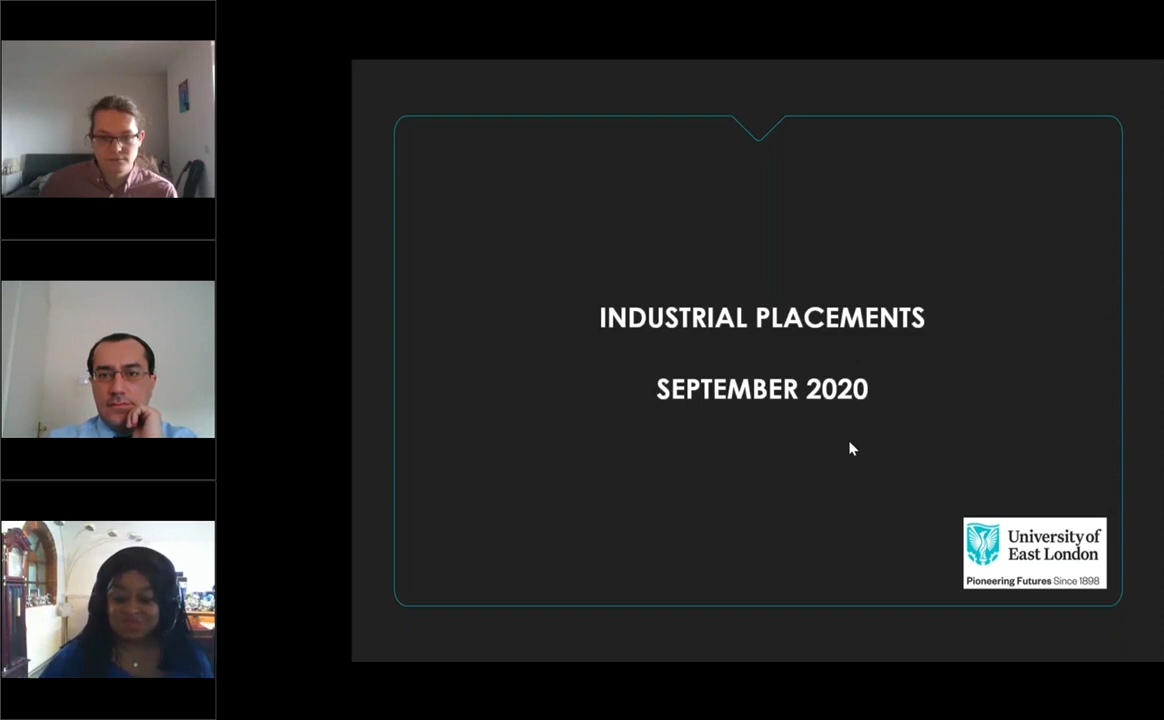 INDUSTRIAL PLACEMENTS
SEPTEMBER 2020
University of
East London
Pioneering Futures Since 1898